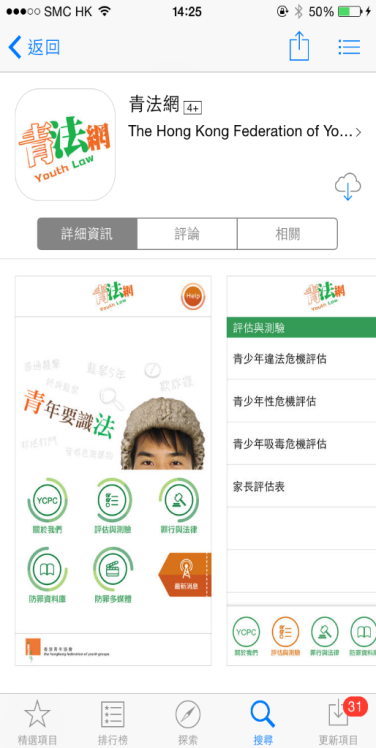 SMC HK
14:25
50%
返回
青法網
Youth Law
青法網 4+
The Hong Kong Federation of Yo...
詳細資訊
評論
相關
青法網
Youth Law
Help
警誡5年
青年要識法
YCPC
關於我們
評估與測驗
罪行與法律
防罪資料庫
防罪多媒體
最新消息
香港青年協會
the hongkong federation of youth groups
青法網
Youth Law
評估與測驗
青少年違法危機評估
青少年性危機評估
青少年吸毒危機評估
家長評估表
YCPC
關於我們
評估與測驗
罪行與法律
防罪資料
31
精選項目
排行榜
探索
搜尋
更新項目